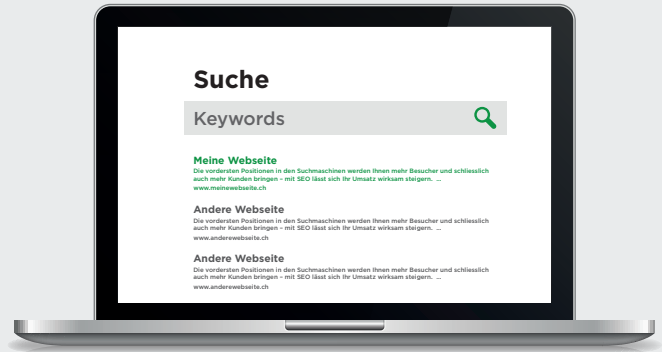 Suche
Keywords
Meine Webseite
Die vordersten Positionen in den Suchmaschinen werden Ihnen mehr Besucher und schliesslich
auch mehr Kunden bringen – mit SEO lässt sich Ihr Umsatz wirksam steigern. ...
www.meinewebseite.ch
Andere Webseite
Die vordersten Positionen in den Suchmaschinen werden Ihnen mehr Besucher und schliesslich
auch mehr Kunden bringen – mit SEO lässt sich Ihr Umsatz wirksam steigern. ...
www.anderewebseite.ch
Andere Webseite
Die vordersten Positionen in den Suchmaschinen werden Ihnen mehr Besucher und schliesslich
auch mehr Kunden bringen – mit SEO lässt sich Ihr Umsatz wirksam steigern. ...
www.anderewebseite.ch